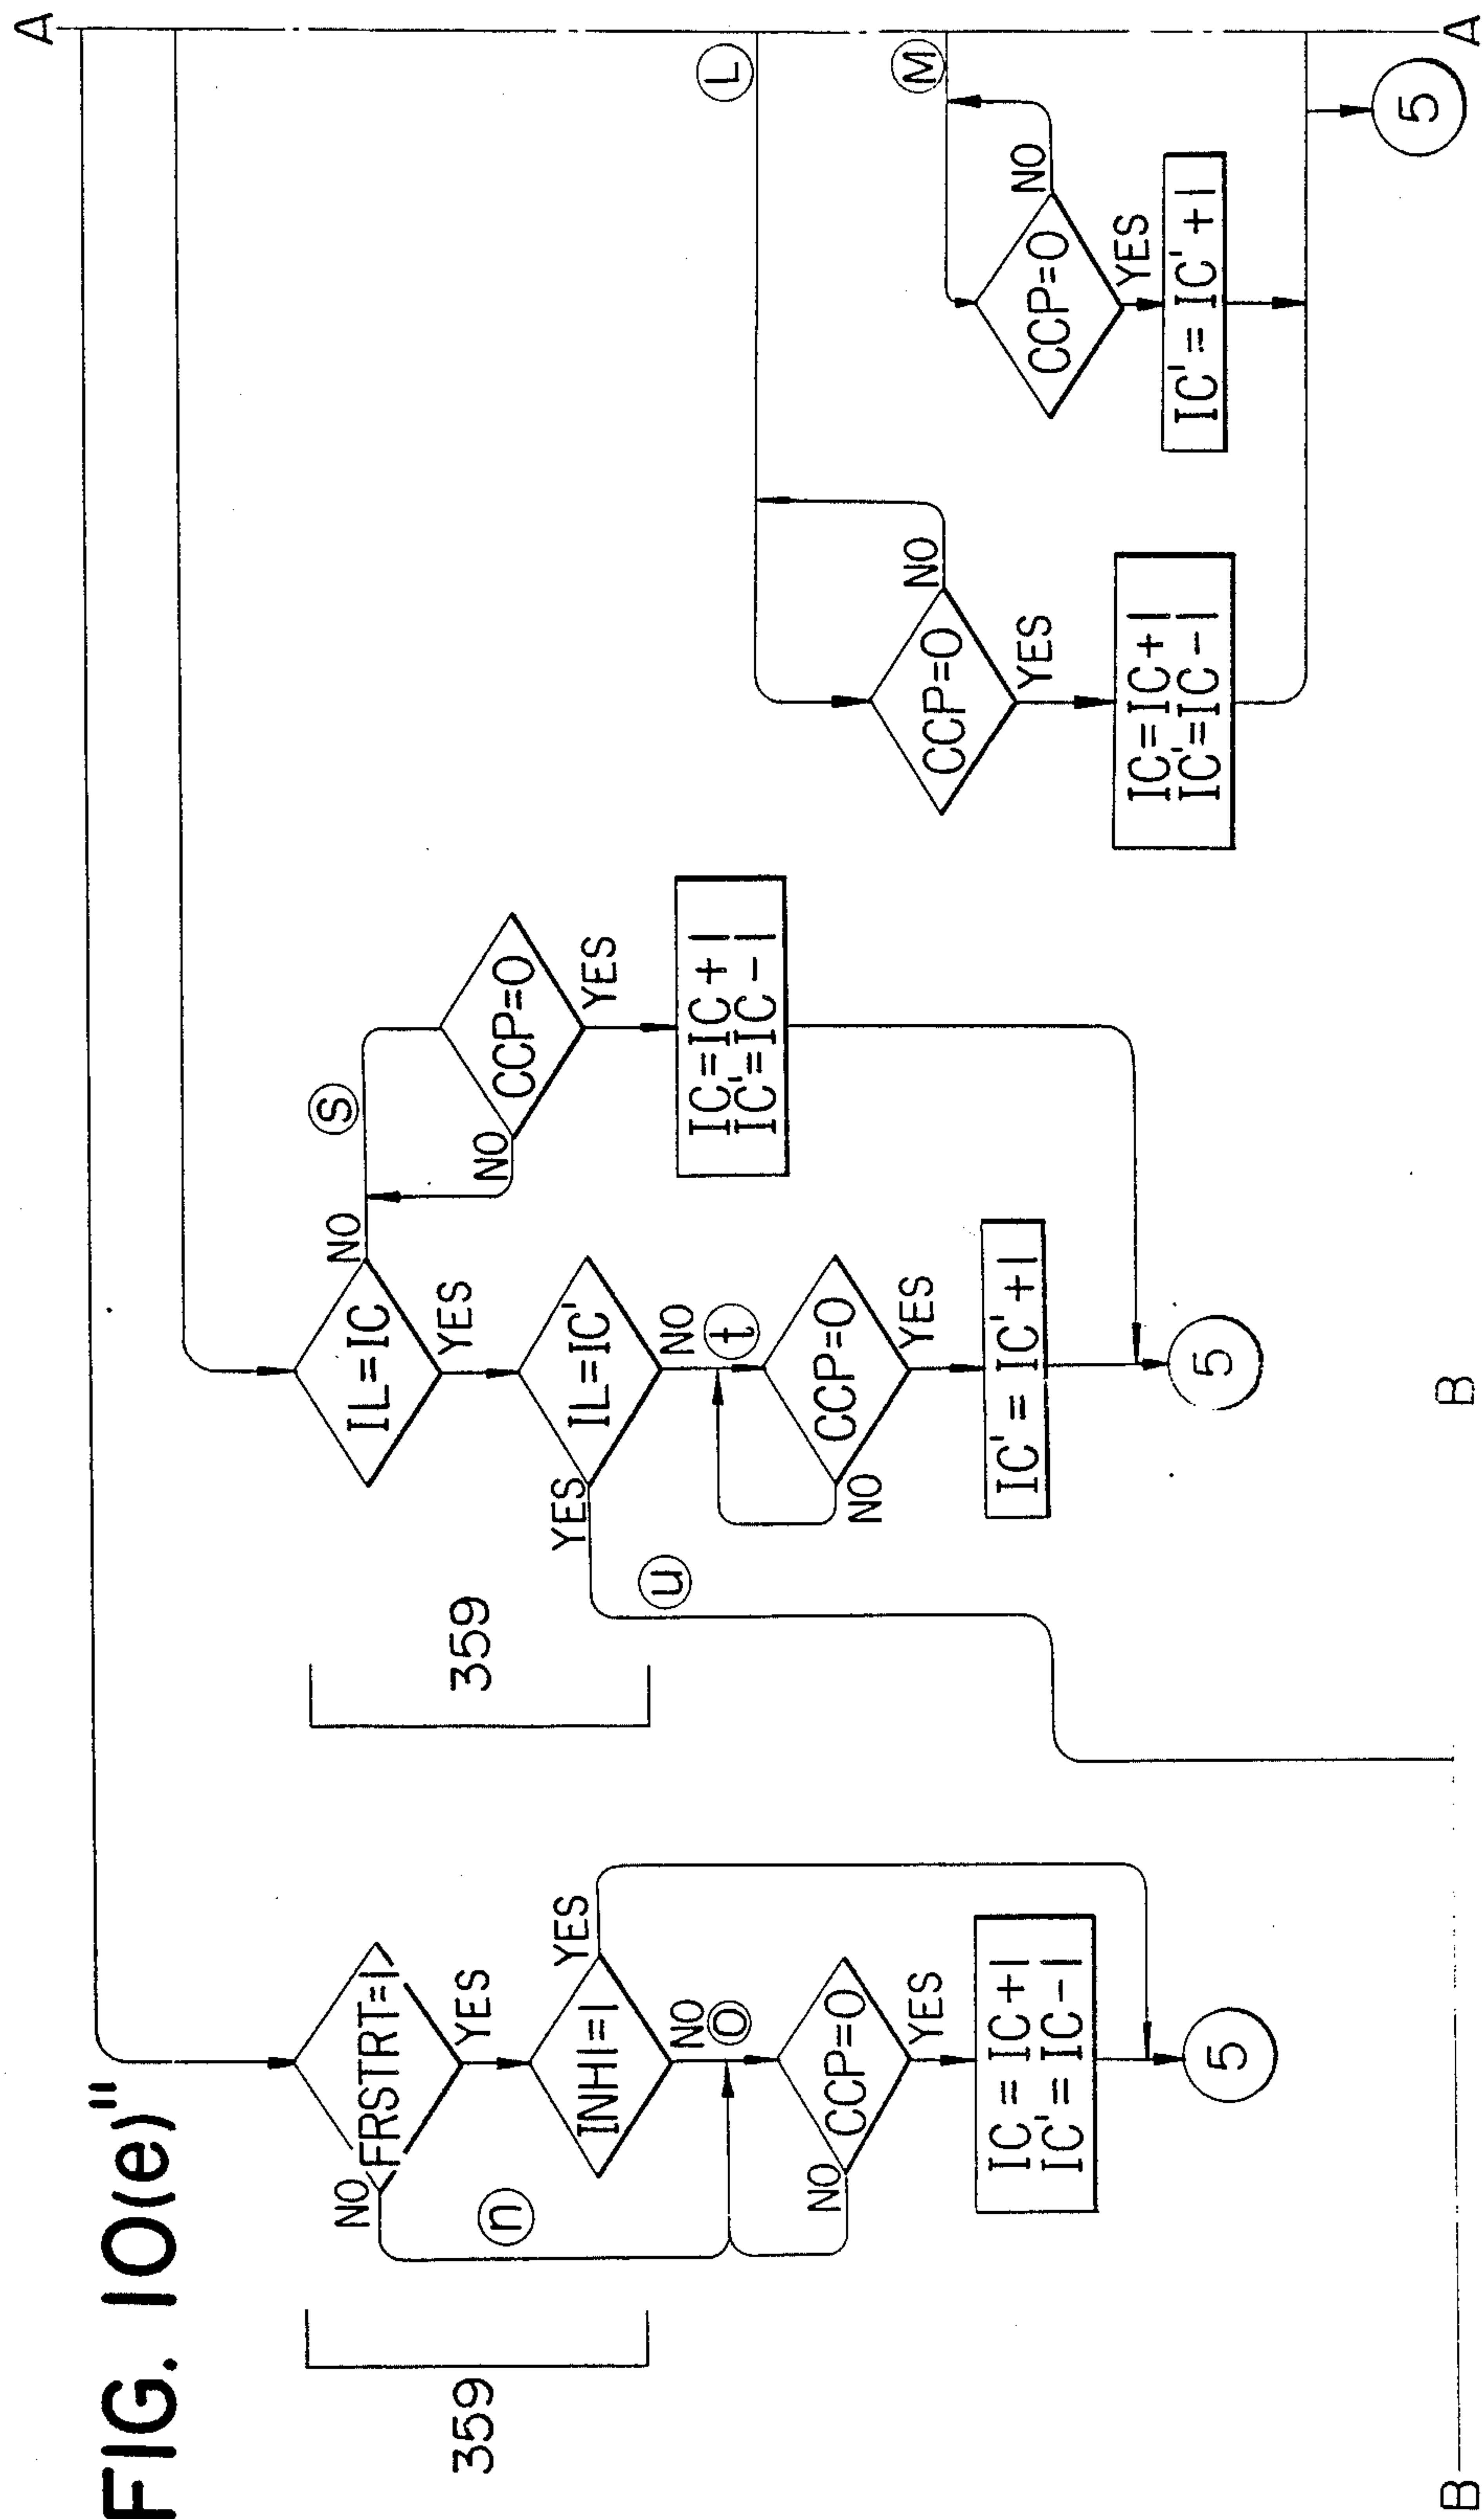 FIG. 10(e)"
A
359
FRSTRT=1
NO
YES
n
INHI=1
YES
NO
O
CCP=0
NO
YES
IC=IC+1
IC'=IC-1
5
359
IL=IC
NO
YES
S
IL=IC'
YES
NO
u
t
CCP=0
NO
YES
IC'=IC'+1
5
CCP=0
NO
YES
IC=IC+1
IC'=IC-1
L
CCP=0
NO
YES
IC=IC+1
IC'=IC-1
M
CCP=0
NO
YES
IC'=IC'+1
5
A
B
B